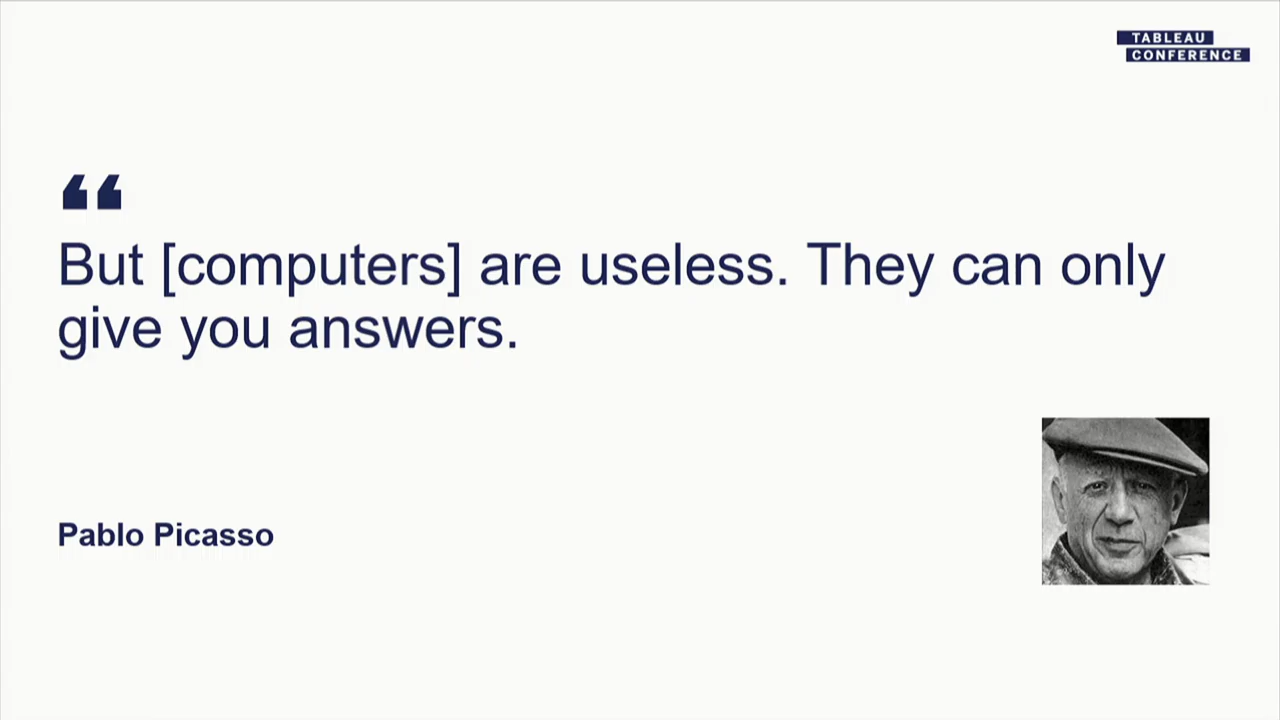 TABLEAU
CONFERENCE
“
But [computers] are useless. They can only
give you answers.
Pablo Picasso